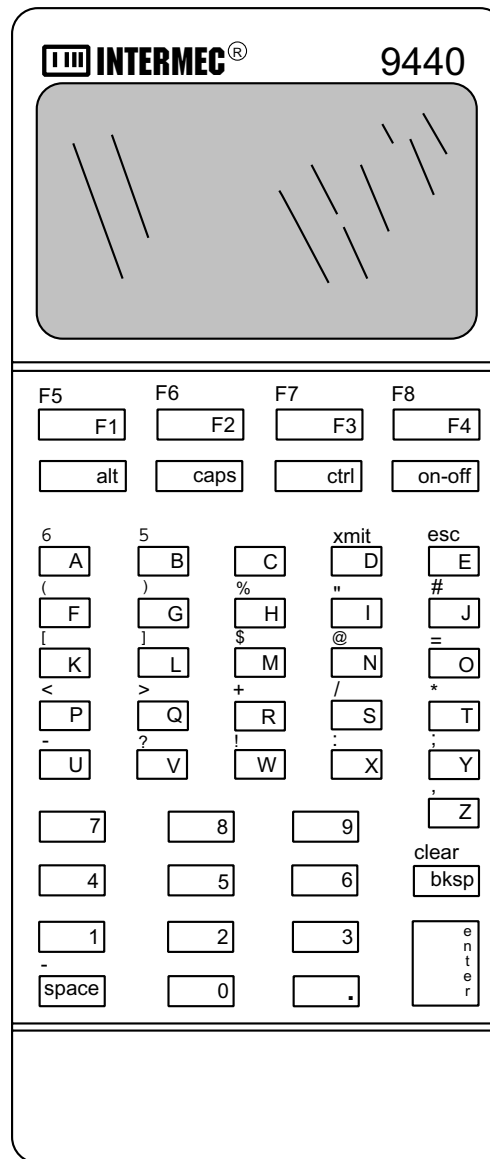 INTERMEC® 9440
F5 F6 F7 F8
F1 F2 F3 F4
alt caps ctrl on-off
6 5 xmit esc
A B C D E
( ) % " #
F G H I J
[ ] $ @ =
K L M N O
< > + / *
P Q R S T
- ? ! : ;
U V W X Y
,
Z
7 8 9
clear
4 5 6 bksp
1 2 3 enter
-
space 0 .